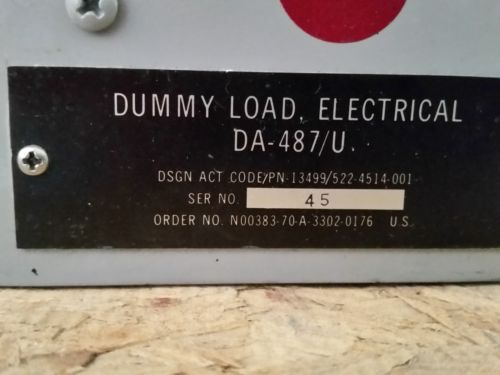 DUMMY LOAD, ELECTRICAL
DA-487/U.
DSGN ACT CODE/PN-13499/522-4514-001
SER NO. 45
ORDER NO. N00383-70-A-3302-0176 U.S.